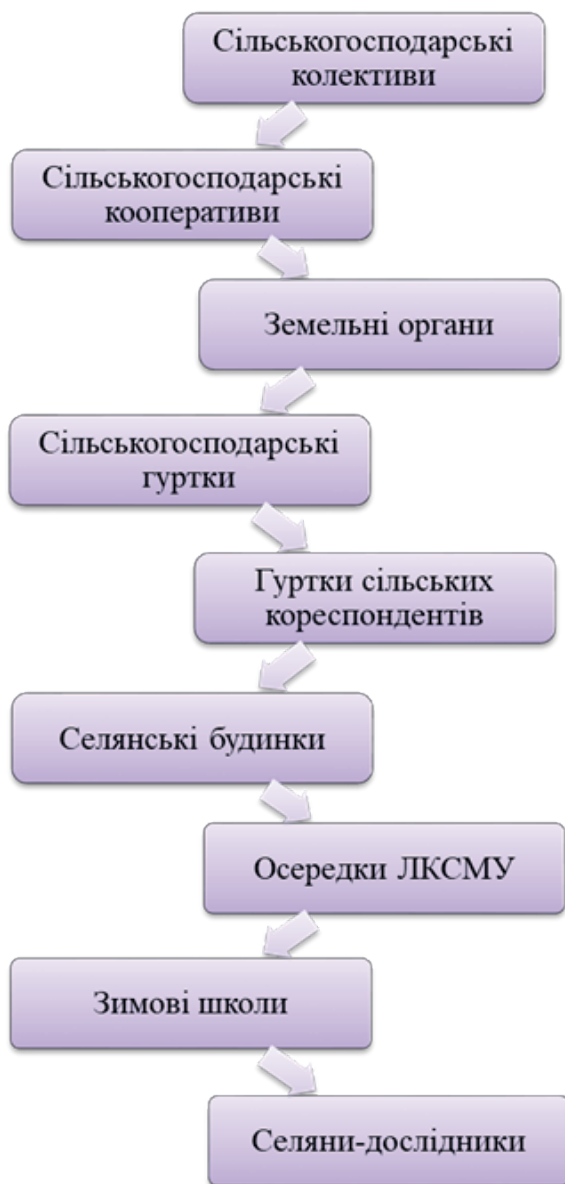 Сільськогосподарські
колективи
Сільськогосподарські
кооперативи
Земельні органи
Сільськогосподарські
гуртки
Гуртки сільських
кореспондентів
Селянські будинки
Осередки ЛКСМУ
Зимові школи
Селяни-дослідники